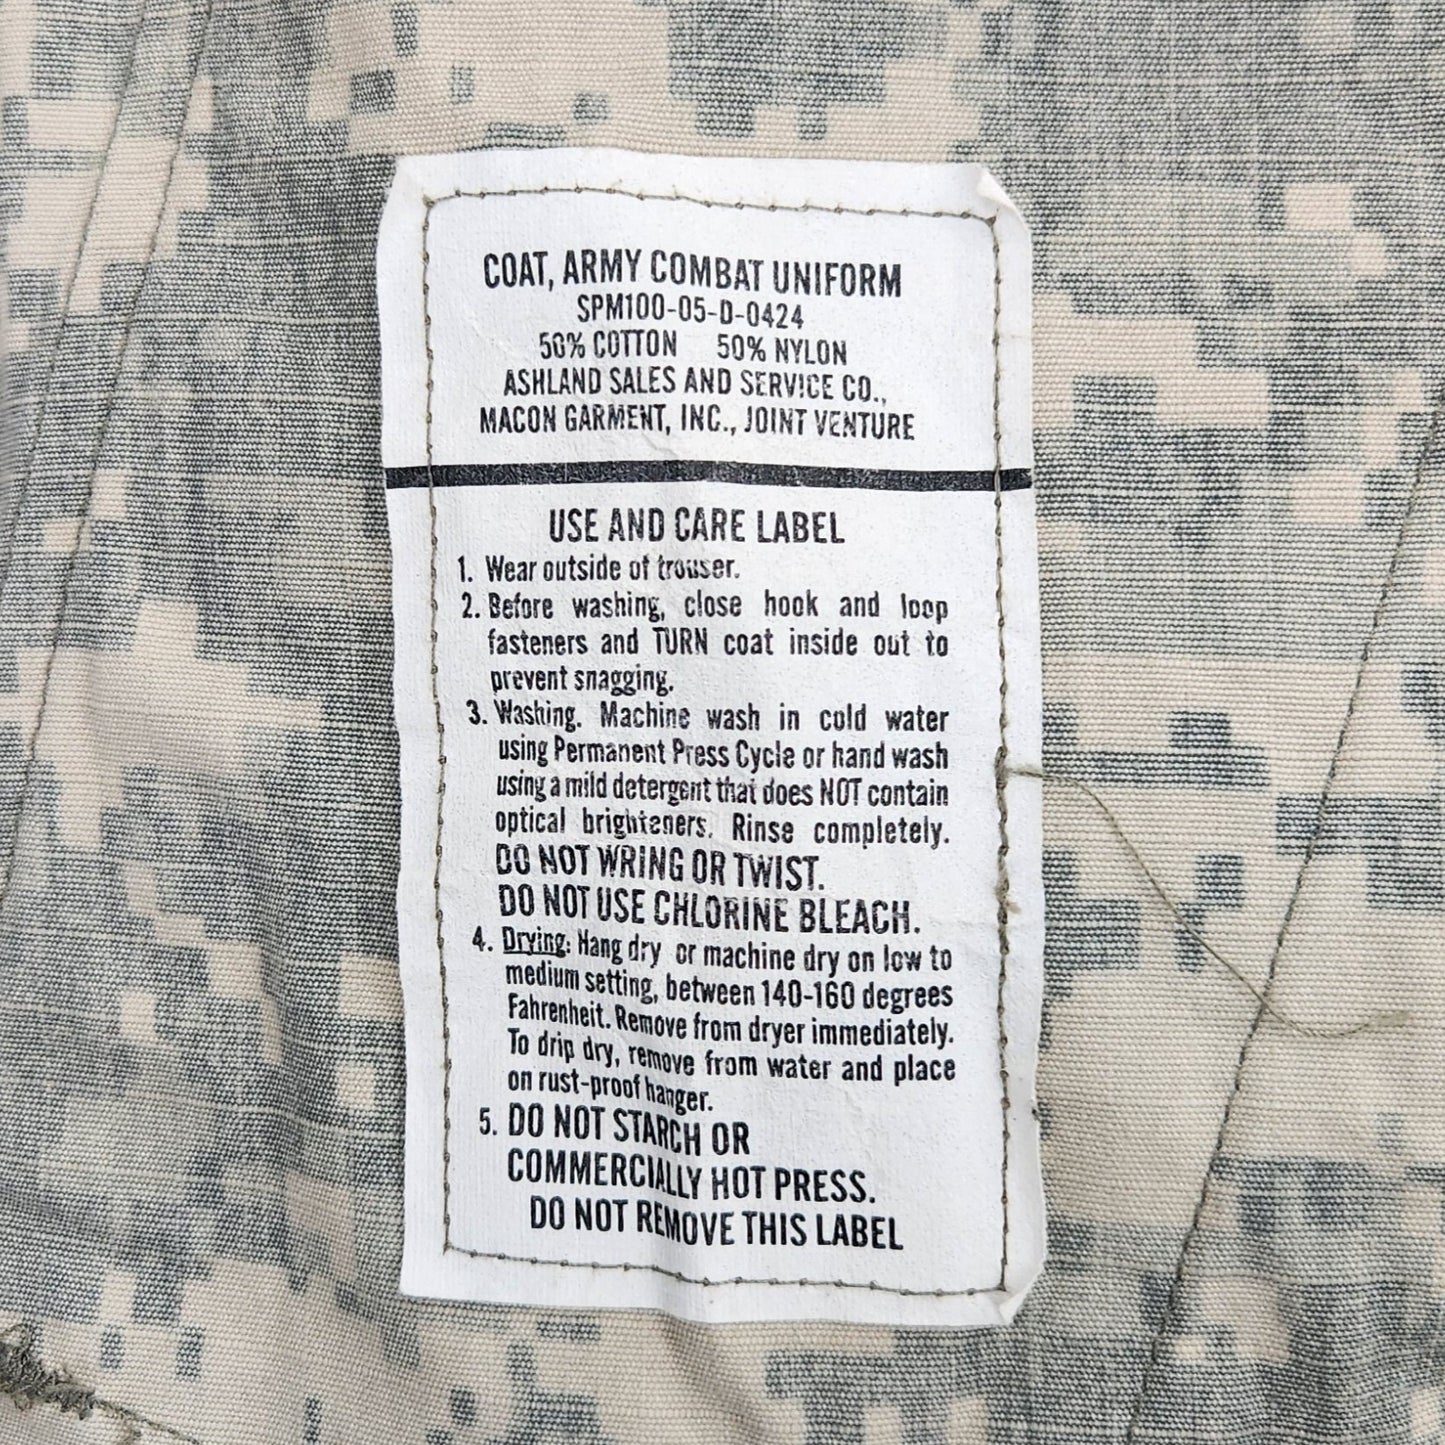 COAT, ARMY COMBAT UNIFORM
SPM100-05-D-0424
50% COTTON 50% NYLON
ASHLAND SALES AND SERVICE CO.,
MACON GARMENT, INC., JOINT VENTURE
USE AND CARE LABEL
1. Wear outside of trouser.
2. Before washing, close hook and loop
fasteners and TURN coat inside out to
prevent snagging.
3. Washing. Machine wash in cold water
using Permanent Press Cycle or hand wash
using a mild detergent that does NOT contain
optical brighteners. Rinse completely.
DO NOT WRING OR TWIST.
DO NOT USE CHLORINE BLEACH.
4. Drying: Hang dry or machine dry on low to
medium setting, between 140-160 degrees
Fahrenheit. Remove from dryer immediately.
To drip dry, remove from water and place
on rust-proof hanger.
5. DO NOT STARCH OR
COMMERCIALLY HOT PRESS.
DO NOT REMOVE THIS LABEL